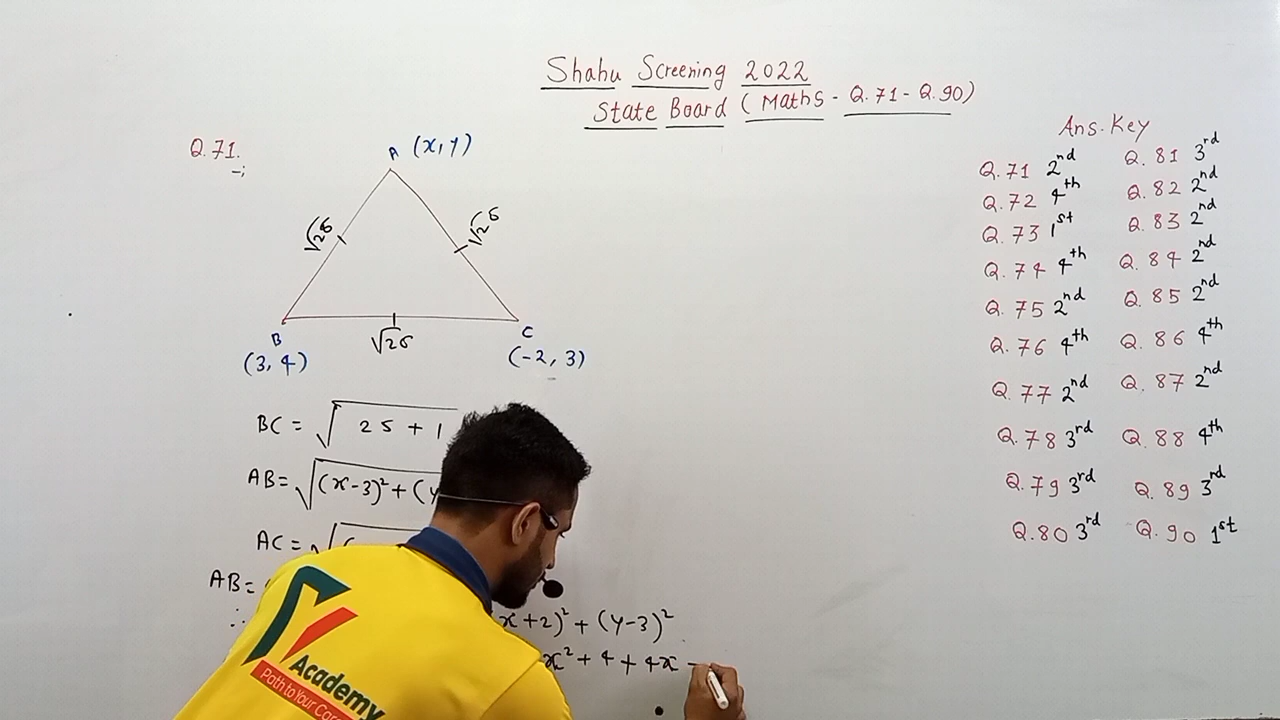 Shahu Screening 2022
State Board (Maths - Q.71 - Q.90)
Q.71.
A (x, y)
√26
√26
B
√26
C
(3, 4)
(-2, 3)
BC = √ 25 + 1
AB = √(x-3)² + (y
AC = √(
AB =
∴
x+2)² + (y-3)²
x² + 4 + 4x -
Ans. Key
Q. 71 2nd
Q. 72 4th
Q. 73 1st
Q. 74 4th
Q. 75 2nd
Q. 76 4th
Q. 77 2nd
Q. 78 3rd
Q. 79 3rd
Q. 80 3rd
Q. 81 3rd
Q. 82 2nd
Q. 83 2nd
Q. 84 2nd
Q. 85 2nd
Q. 86 4th
Q. 87 2nd
Q. 88 4th
Q. 89 3rd
Q. 90 1st
Academy
Path to Your Car